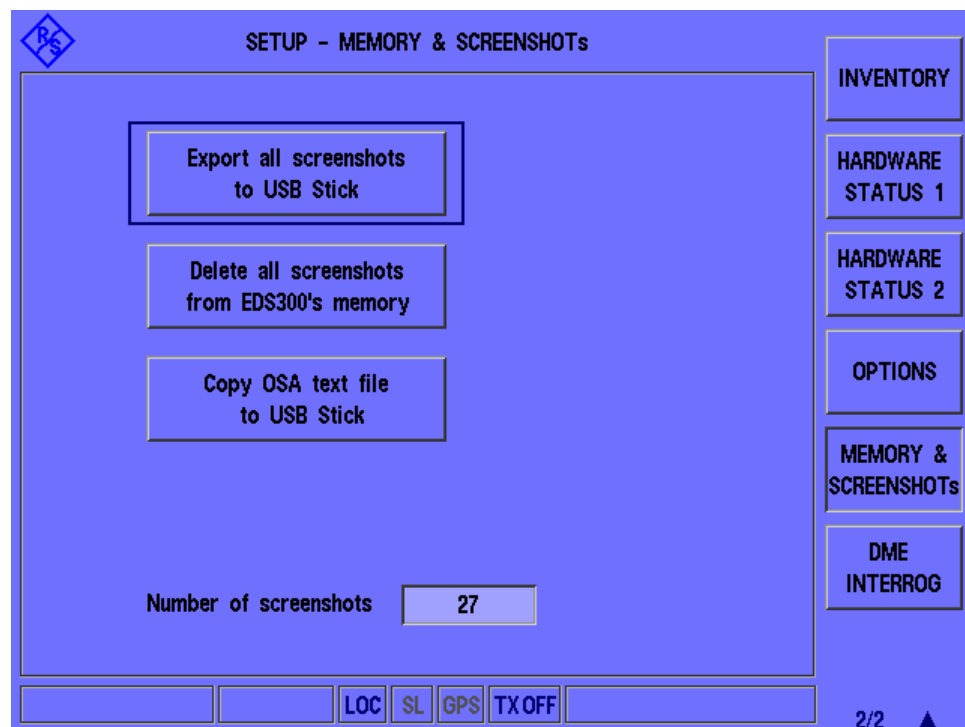 R/S
SETUP - MEMORY & SCREENSHOTs
Export all screenshots
to USB Stick
Delete all screenshots
from EDS300's memory
Copy OSA text file
to USB Stick
Number of screenshots 27
INVENTORY
HARDWARE
STATUS 1
HARDWARE
STATUS 2
OPTIONS
MEMORY &
SCREENSHOTs
DME
INTERROG
LOC SL GPS TX OFF
2/2